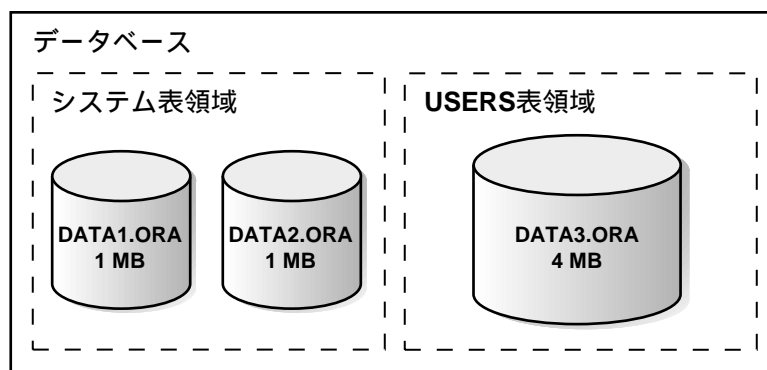 データベース
システム表領域
USERS表領域
DATA1.ORA
1 MB
DATA2.ORA
1 MB
DATA3.ORA
4 MB